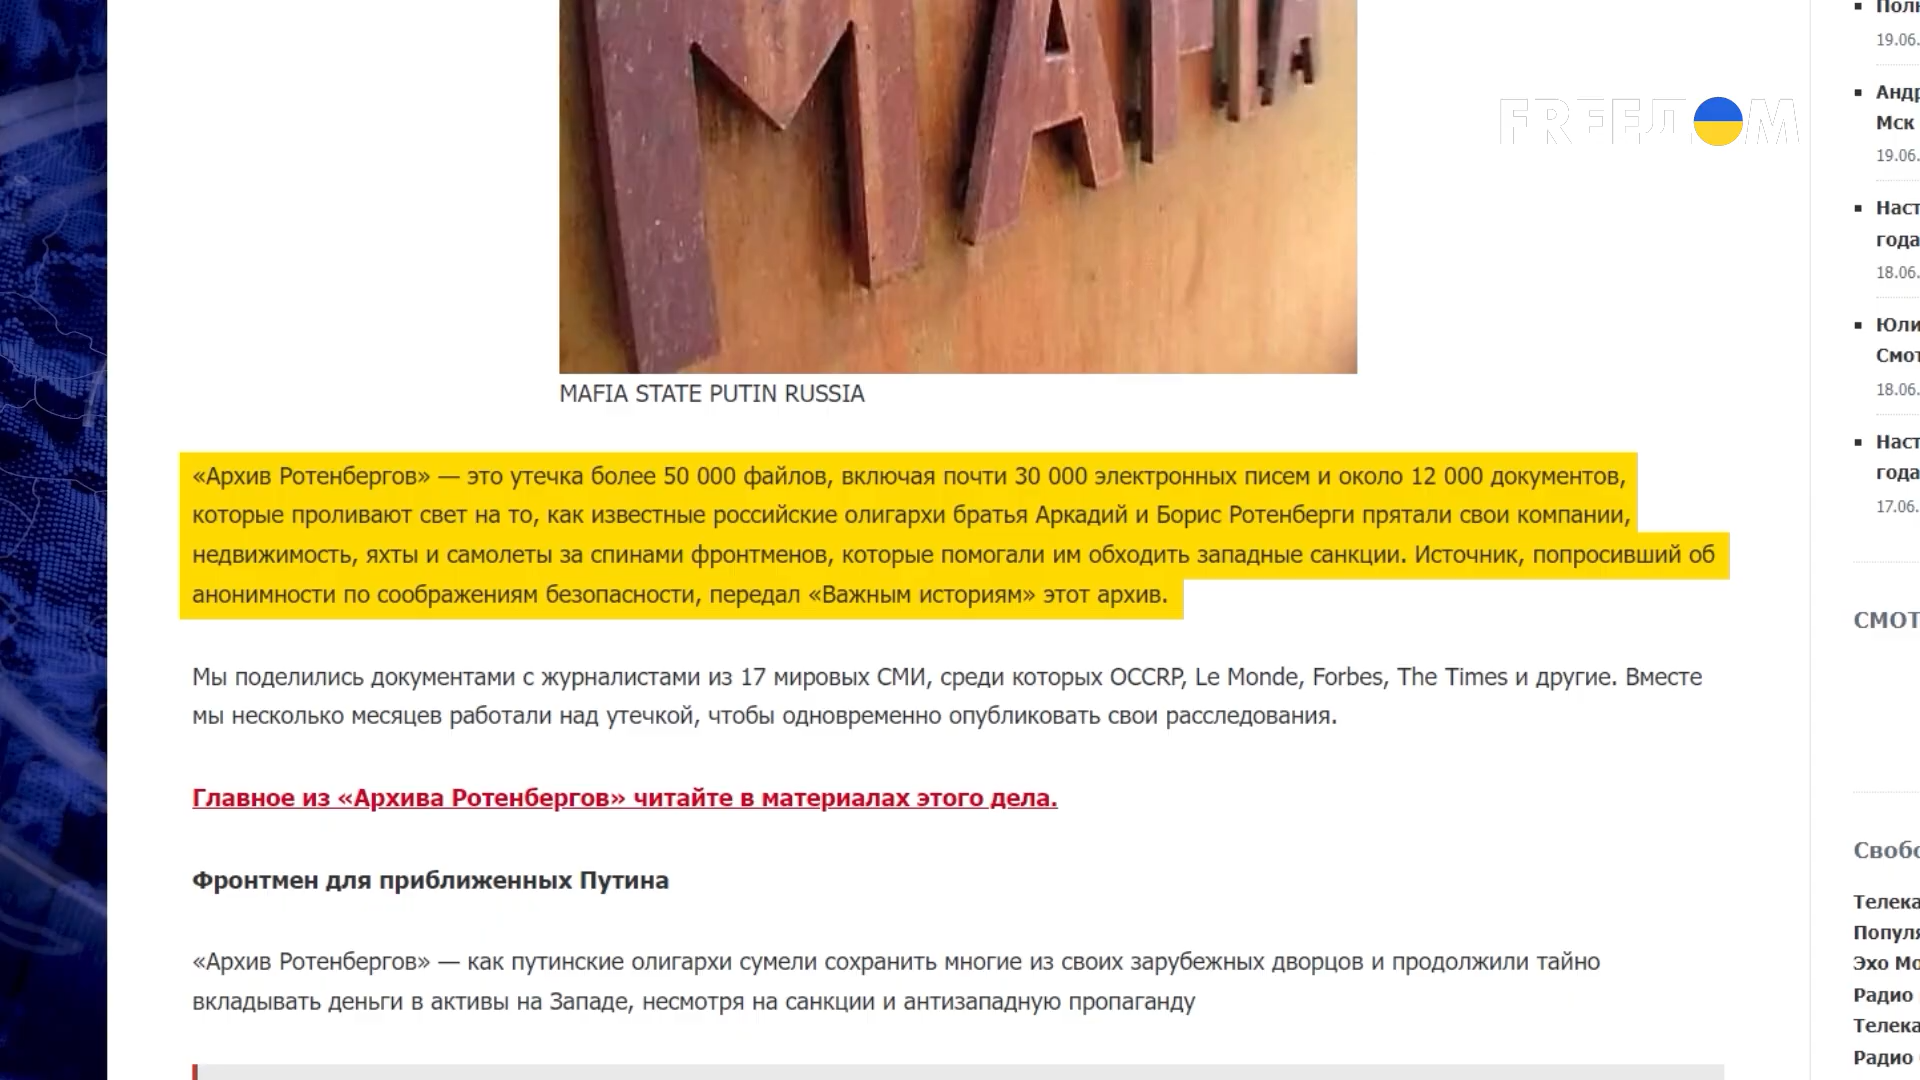 MAFIA
FREEДOM
MAFIA STATE PUTIN RUSSIA
«Архив Ротенбергов» — это утечка более 50 000 файлов, включая почти 30 000 электронных писем и около 12 000 документов,
которые проливают свет на то, как известные российские олигархи братья Аркадий и Борис Ротенберги прятали свои компании,
недвижимость, яхты и самолеты за спинами фронтменов, которые помогали им обходить западные санкции. Источник, попросивший об
анонимности по соображениям безопасности, передал «Важным историям» этот архив.
Мы поделились документами с журналистами из 17 мировых СМИ, среди которых OCCRP, Le Monde, Forbes, The Times и другие. Вместе
мы несколько месяцев работали над утечкой, чтобы одновременно опубликовать свои расследования.
Главное из «Архива Ротенбергов» читайте в материалах этого дела.
Фронтмен для приближенных Путина
«Архив Ротенбергов» — как путинские олигархи сумели сохранить многие из своих зарубежных дворцов и продолжили тайно
вкладывать деньги в активы на Западе, несмотря на санкции и антизападную пропаганду
19.06.
Мск
19.06.
года
18.06.
18.06.
года
17.06.
Радио
Радио